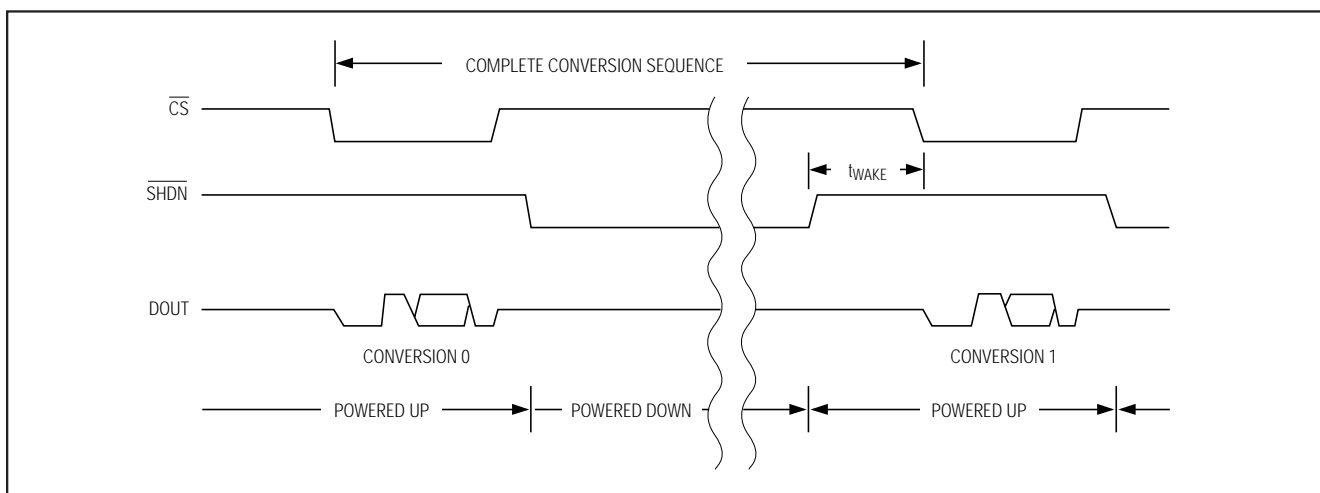 COMPLETE CONVERSION SEQUENCE
CS
tWAKE
SHDN
DOUT
CONVERSION 0
CONVERSION 1
POWERED UP
POWERED DOWN
POWERED UP